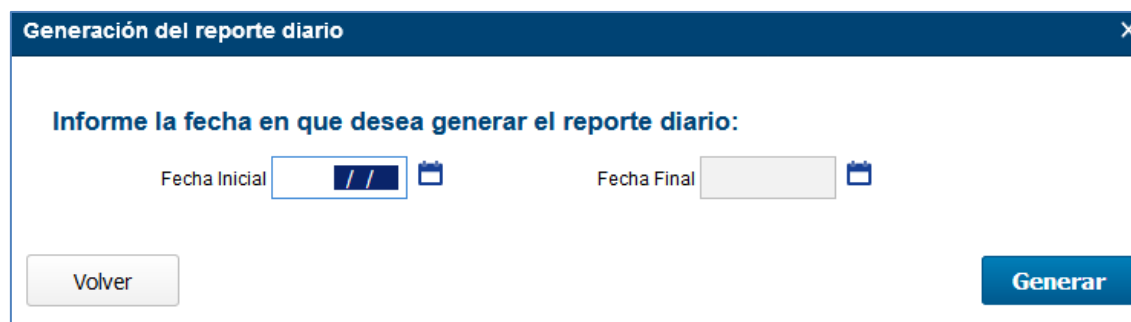 Generación del reporte diario
Informe la fecha en que desea generar el reporte diario:
Fecha Inicial / / Fecha Final
Volver Generar